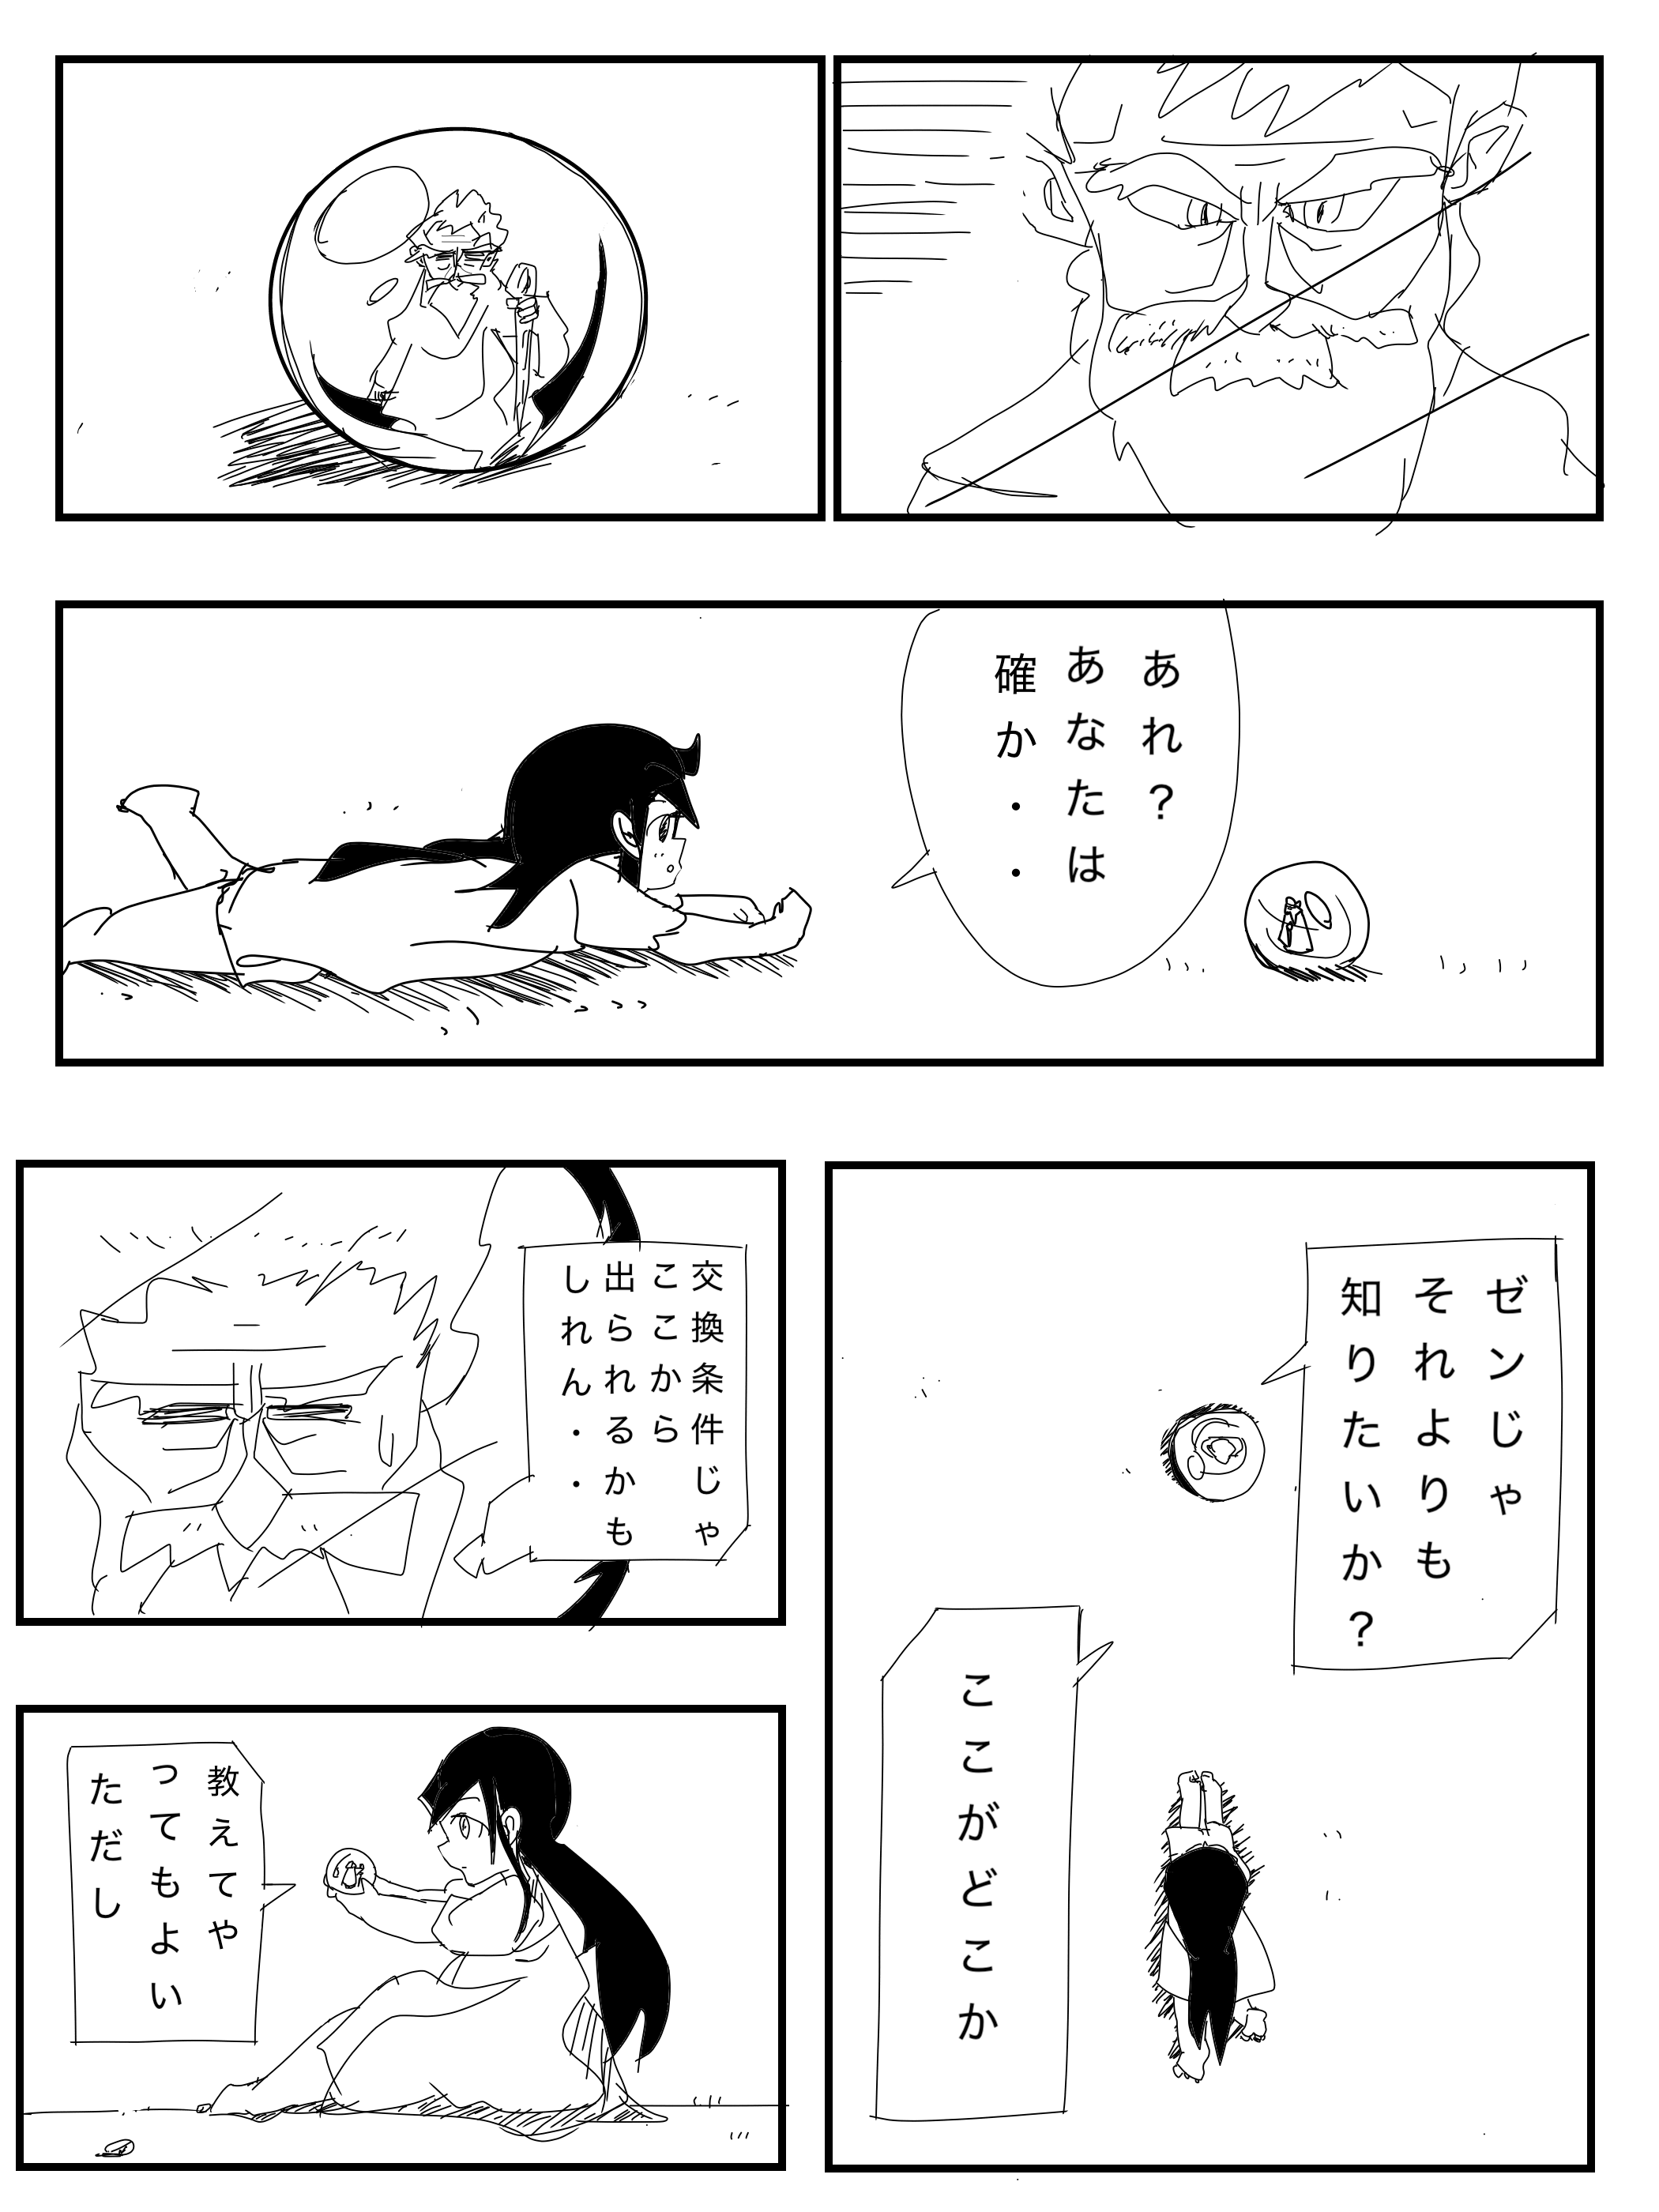 あれ?
あなたは
確か・・
ゼンじゃ
それよりも
知りたいか?
ここがどこか
交換条件じゃ
ここから
出られるかも
しれん・・
教えてや
ってもよい
ただし